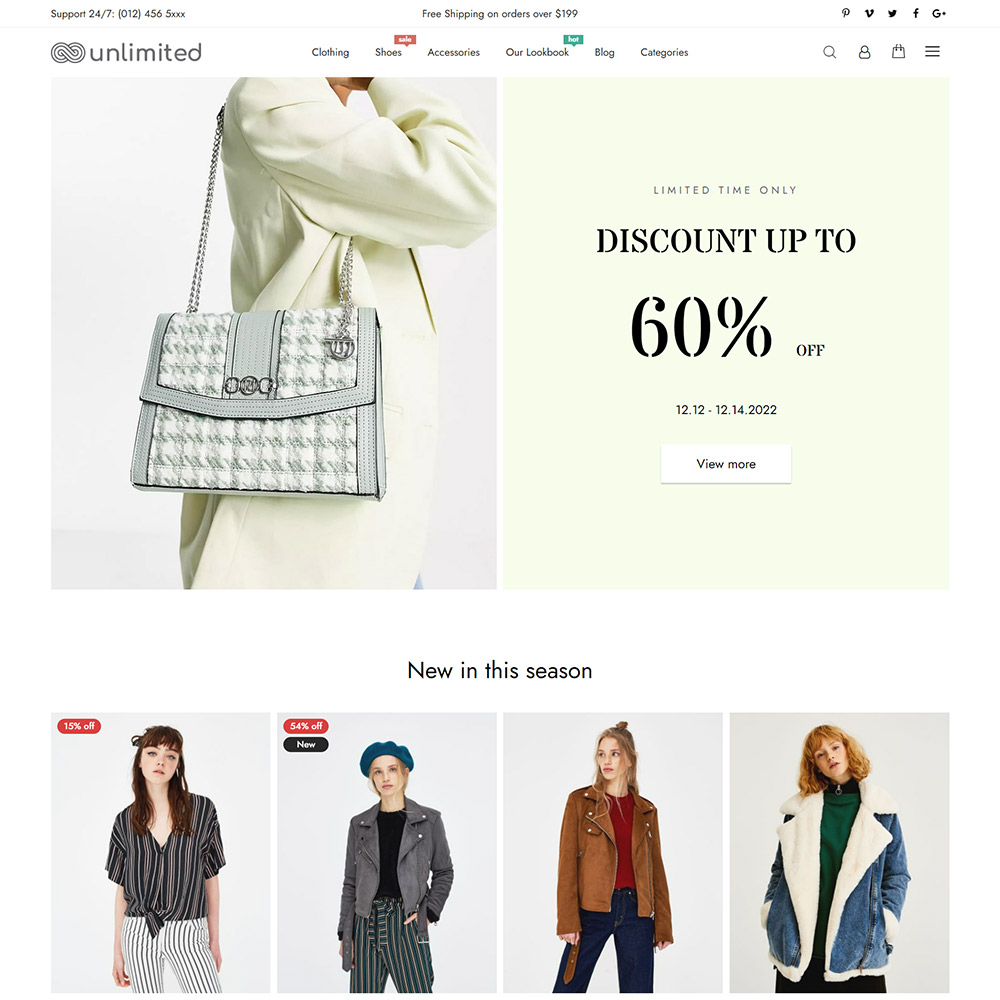 Support 24/7: (012) 456 5xxx
Free Shipping on orders over $199
unlimited
Clothing
Shoes
sale
Accessories
Our Lookbook
hot
Blog
Categories
LIMITED TIME ONLY
DISCOUNT UP TO
60% OFF
12.12 - 12.14.2022
View more
New in this season
15% off
54% off
New